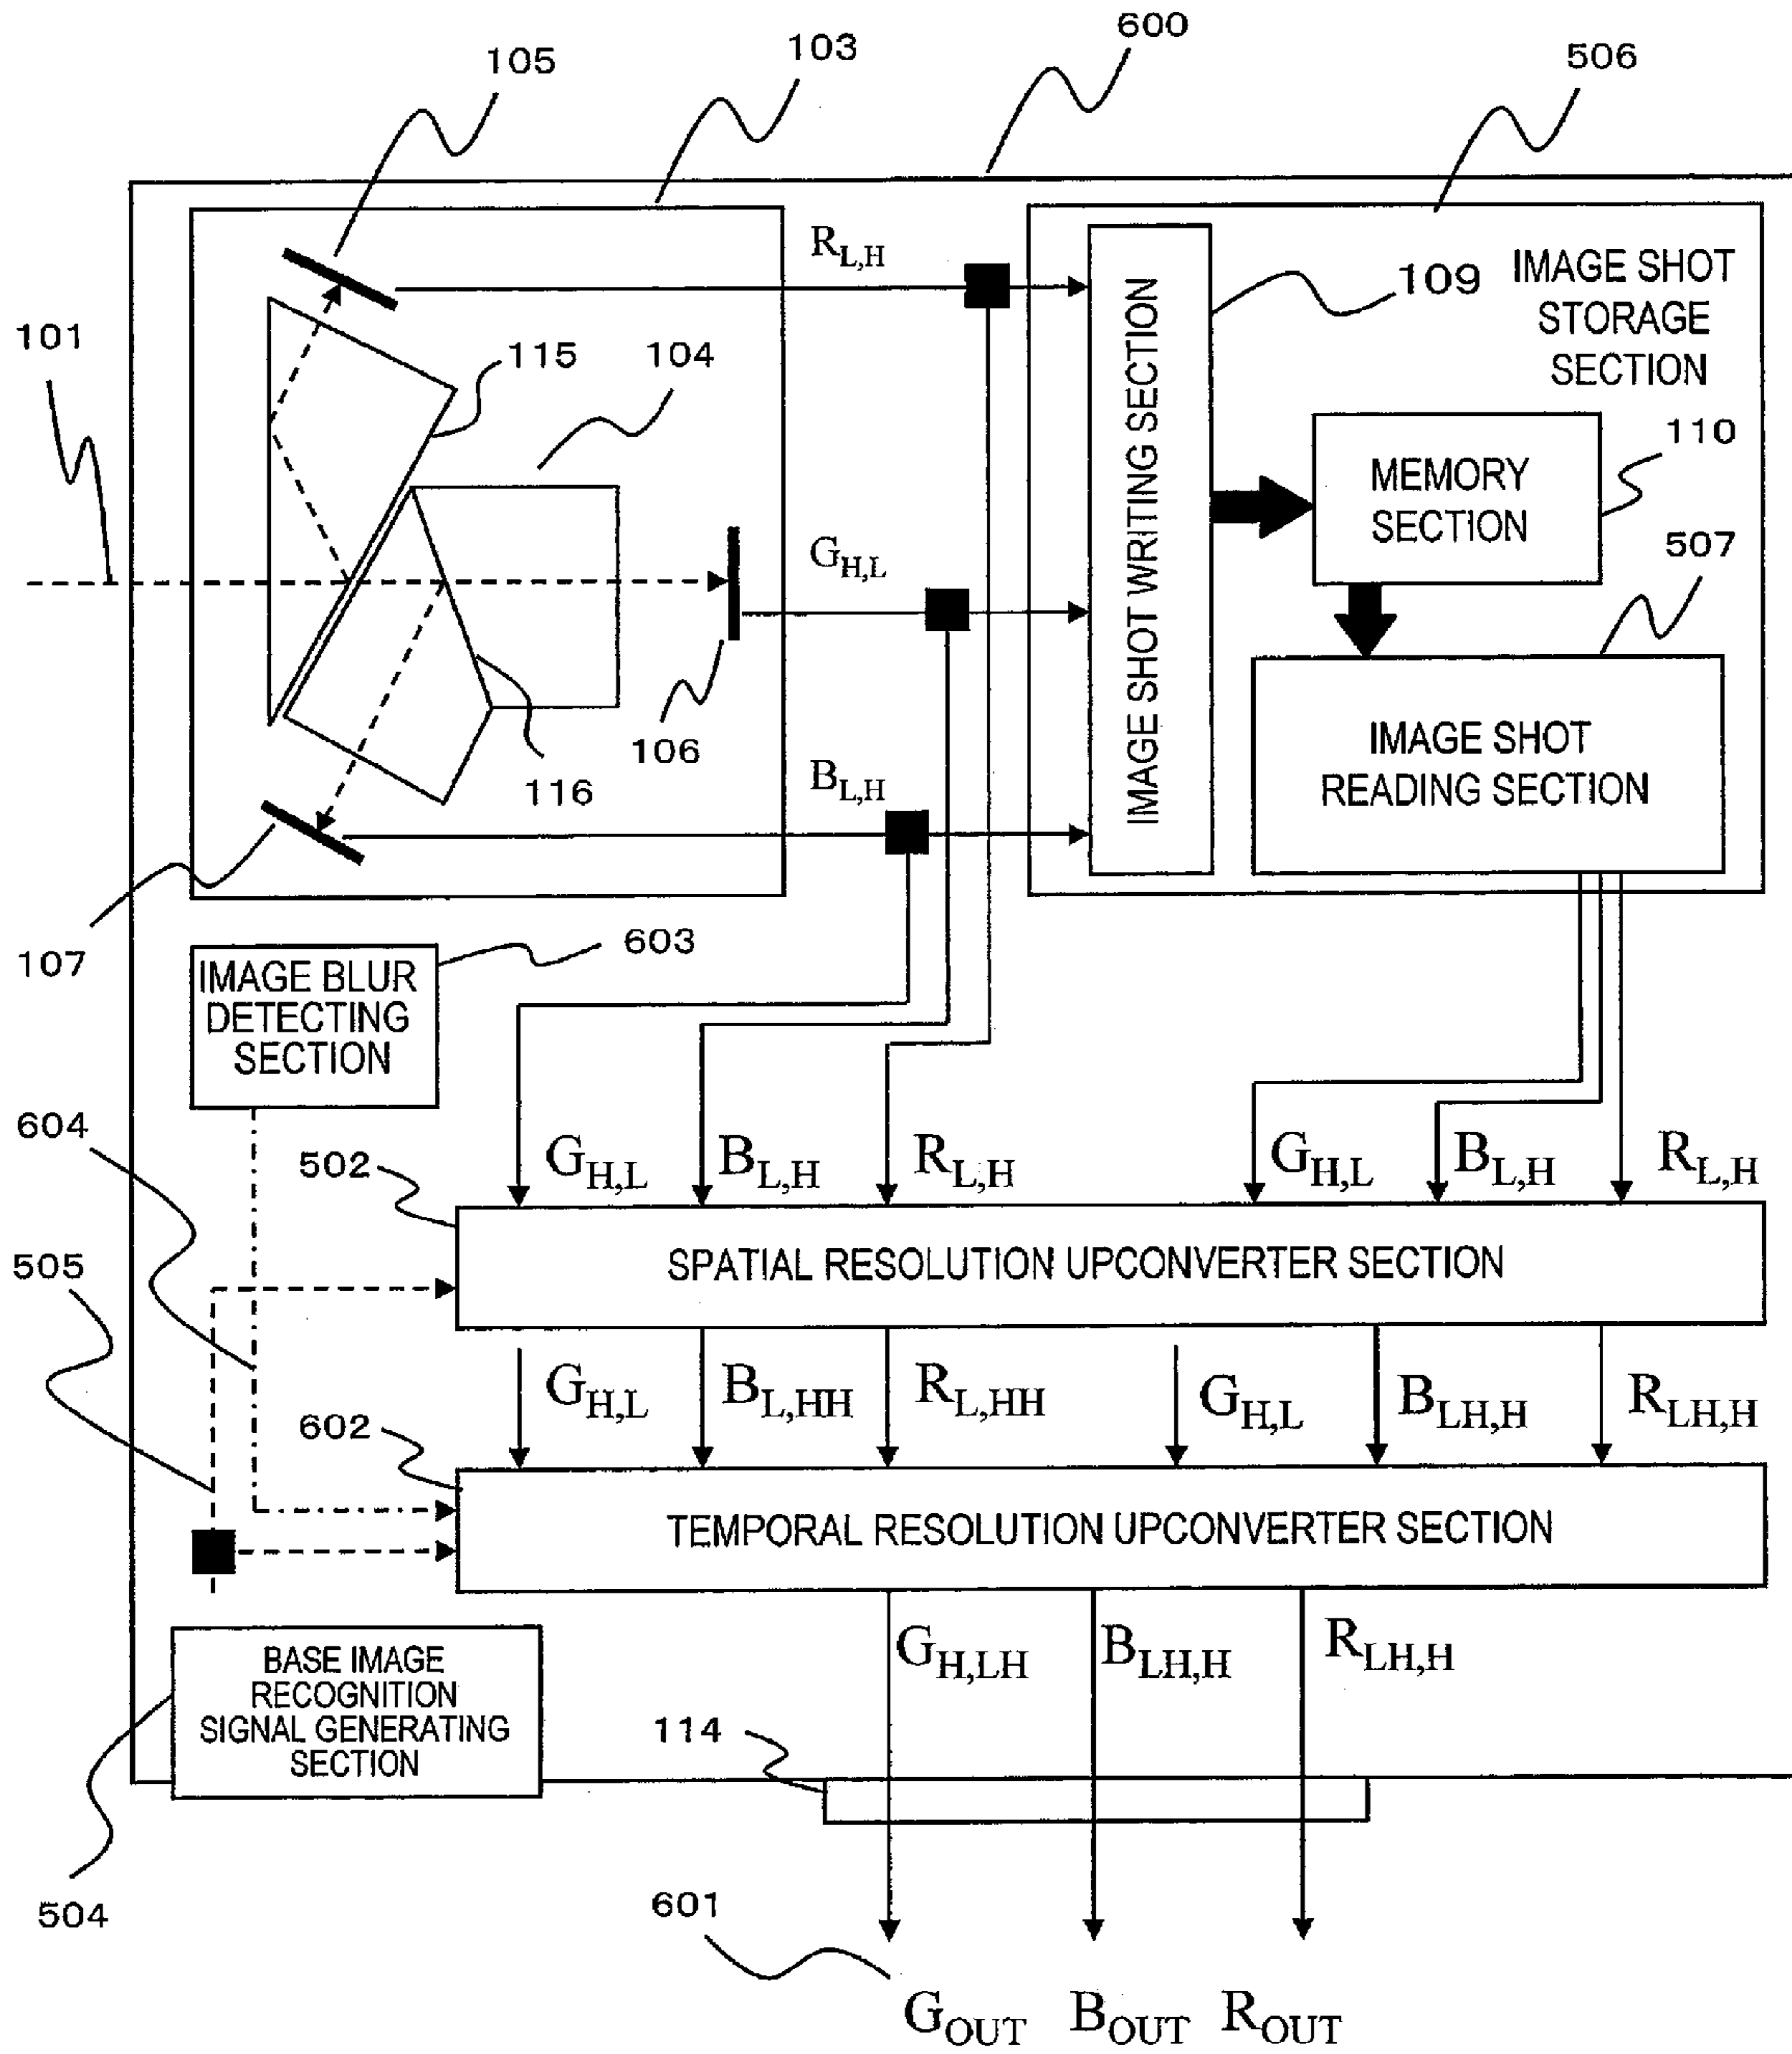 600
103
506
105
R_L,H
IMAGE SHOT
STORAGE
SECTION
109
101
115
104
IMAGE SHOT WRITING SECTION
110
MEMORY
SECTION
507
G_H,L
IMAGE SHOT
READING SECTION
106
116
B_L,H
107
603
IMAGE BLUR
DETECTING
SECTION
604
502
G_H,L
B_L,H
R_L,H
G_H,L
B_L,H
R_L,H
505
SPATIAL RESOLUTION UPCONVERTER SECTION
G_H,L
B_L,HH
R_L,HH
G_H,L
B_LH,H
R_LH,H
602
TEMPORAL RESOLUTION UPCONVERTER SECTION
BASE IMAGE
RECOGNITION
SIGNAL GENERATING
SECTION
G_H,LH
B_LH,H
R_LH,H
114
504
601
G_OUT B_OUT R_OUT